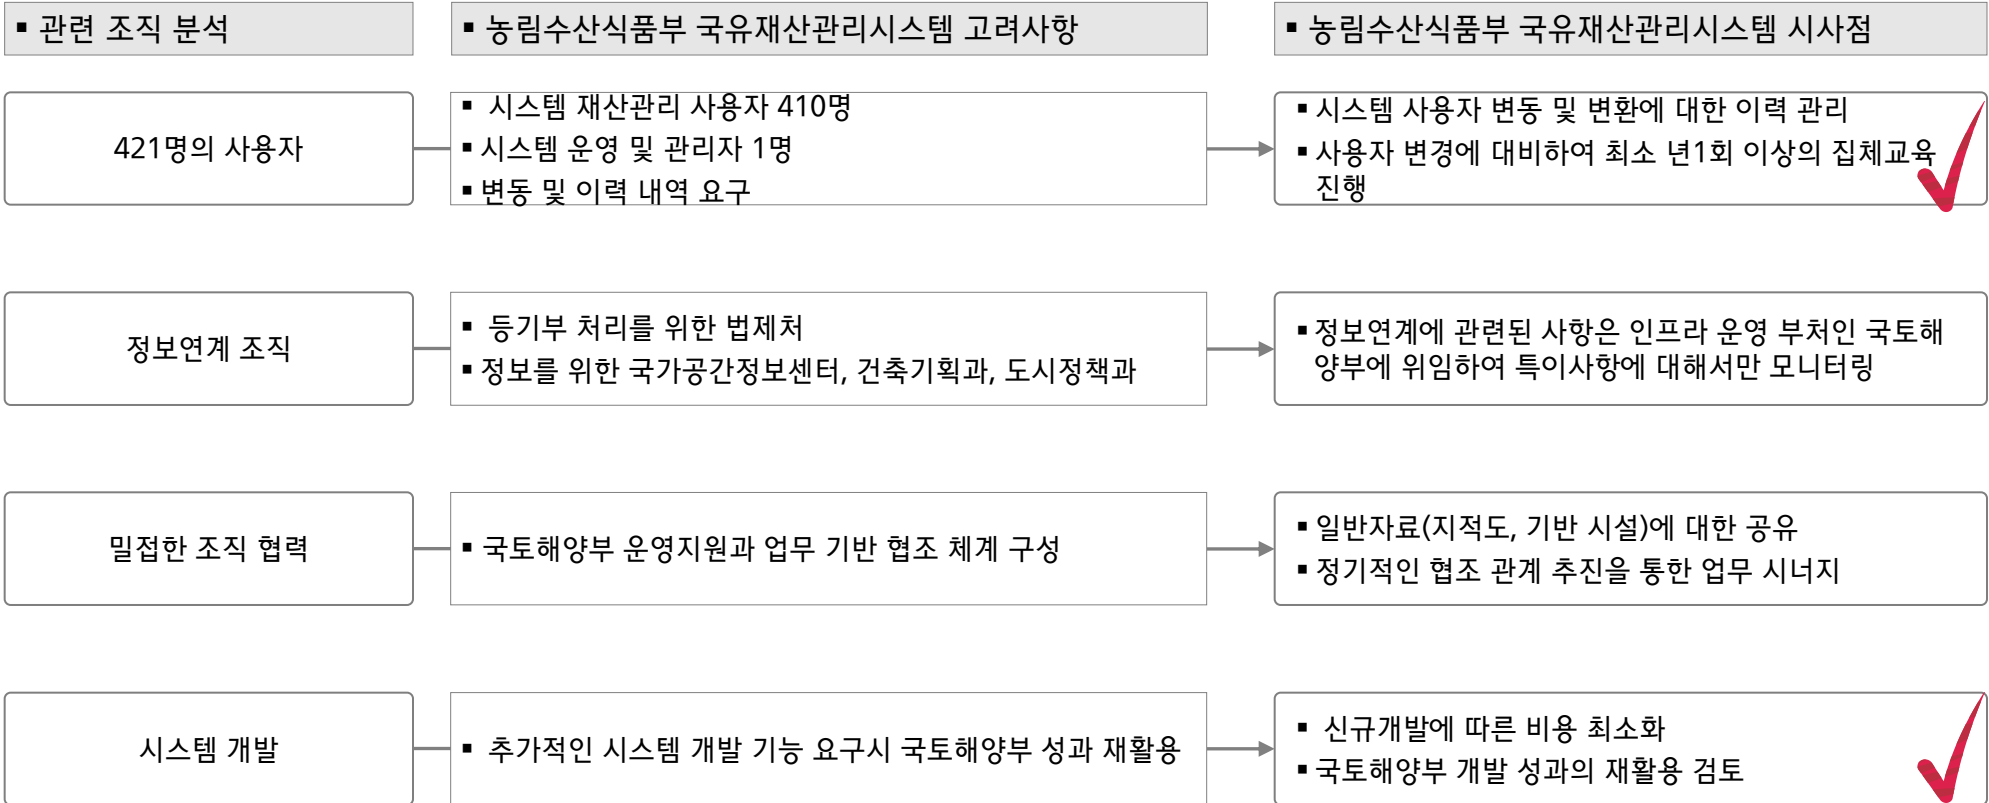 ▪ 관련 조직 분석
▪ 농림수산식품부 국유재산관리시스템 고려사항
▪ 농림수산식품부 국유재산관리시스템 시사점
421명의 사용자
▪ 시스템 재산관리 사용자 410명
▪ 시스템 운영 및 관리자 1명
▪ 변동 및 이력 내역 요구
▪ 시스템 사용자 변동 및 변환에 대한 이력 관리
▪ 사용자 변경에 대비하여 최소 년1회 이상의 집체교육
진행
정보연계 조직
▪ 등기부 처리를 위한 법제처
▪ 정보를 위한 국가공간정보센터, 건축기획과, 도시정책과
▪ 정보연계에 관련된 사항은 인프라 운영 부처인 국토해
양부에 위임하여 특이사항에 대해서만 모니터링
밀접한 조직 협력
▪ 국토해양부 운영지원과 업무 기반 협조 체계 구성
▪ 일반자료(지적도, 기반 시설)에 대한 공유
▪ 정기적인 협조 관계 추진을 통한 업무 시너지
시스템 개발
▪ 추가적인 시스템 개발 기능 요구시 국토해양부 성과 재활용
▪ 신규개발에 따른 비용 최소화
▪ 국토해양부 개발 성과의 재활용 검토